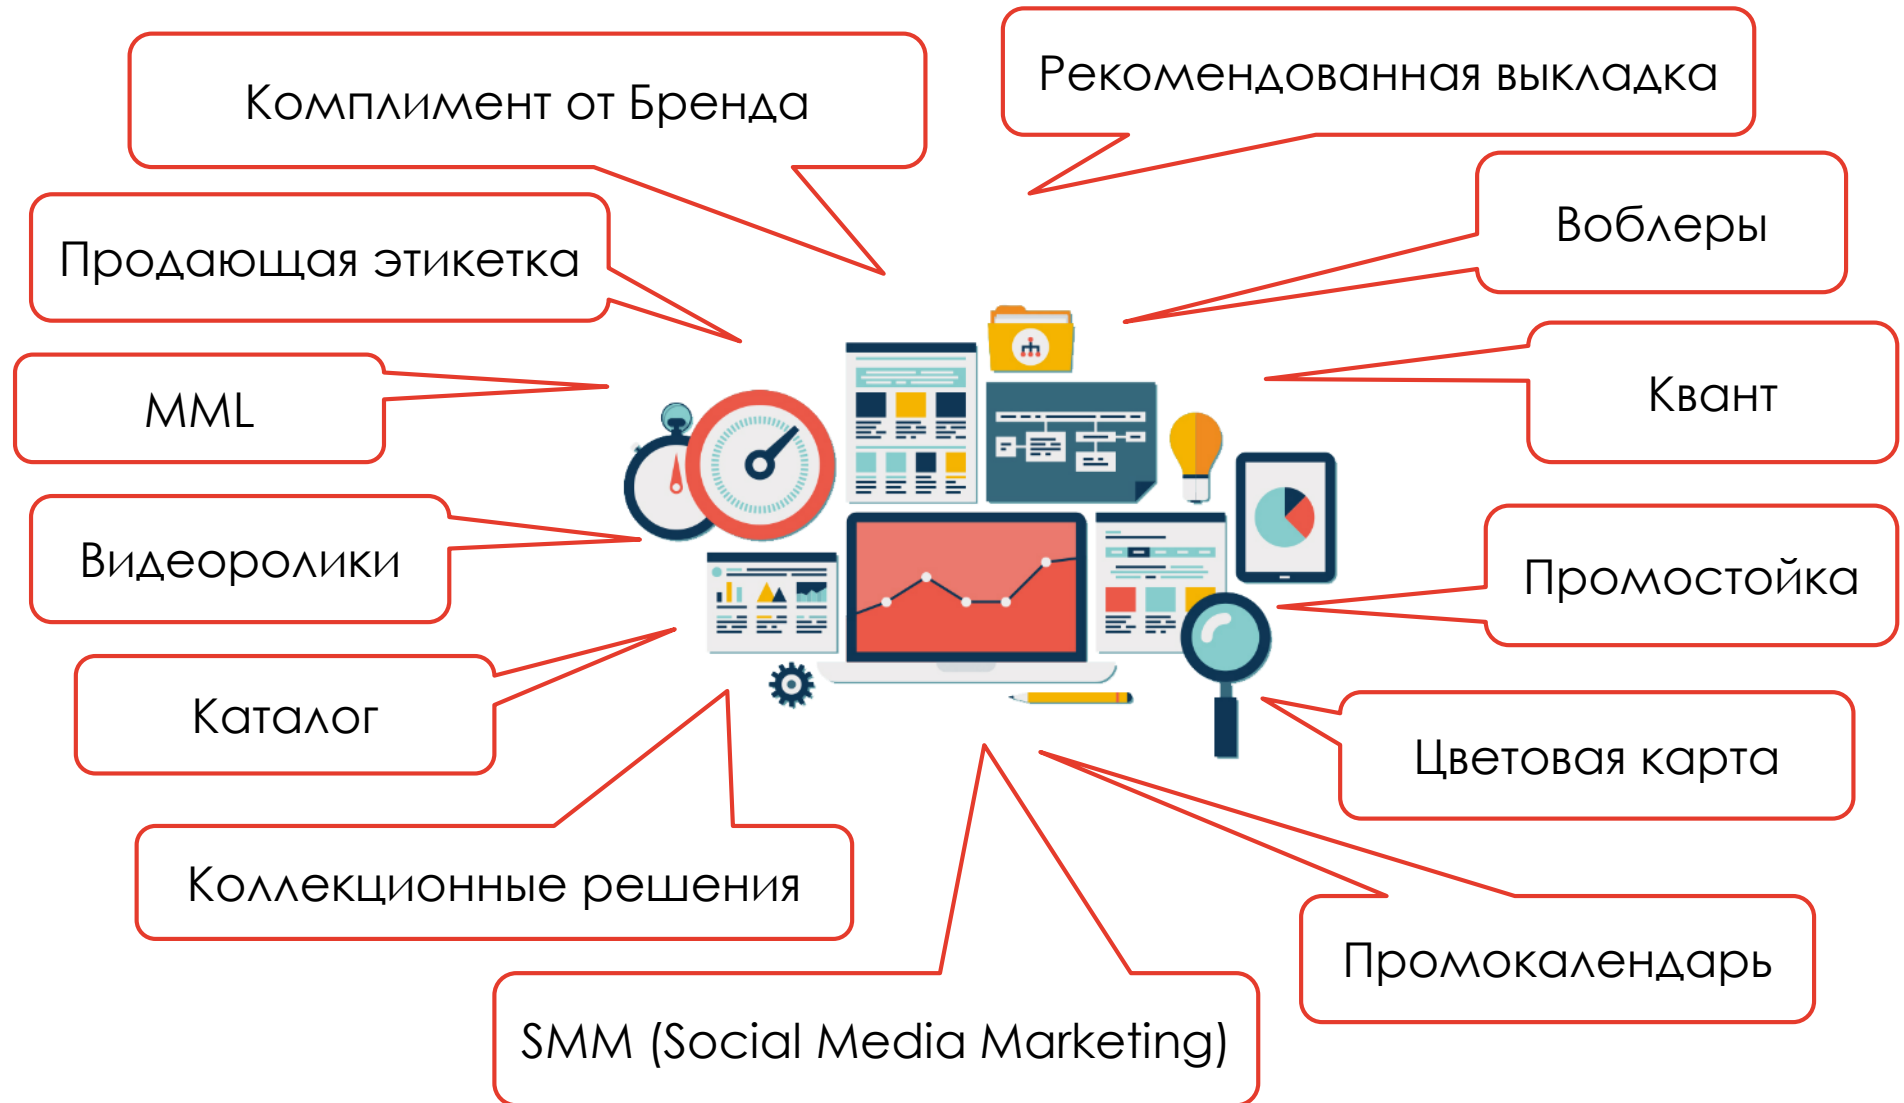 Комплимент от Бренда
Рекомендованная выкладка
Продающая этикетка
Воблеры
MML
Квант
Видеоролики
Промостойка
Каталог
Цветовая карта
Коллекционные решения
Промокалендарь
SMM (Social Media Marketing)